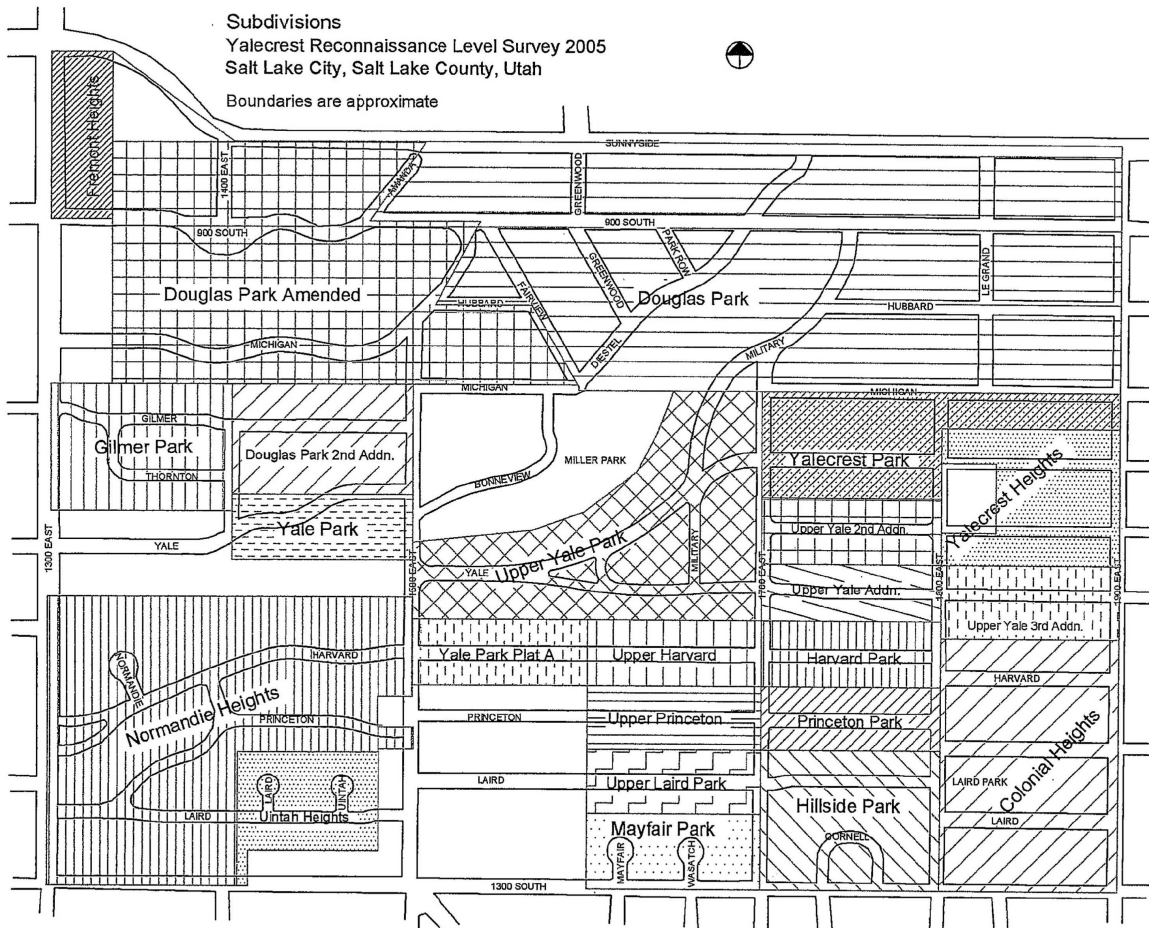 Subdivisions
Yalecrest Reconnaissance Level Survey 2005
Salt Lake City, Salt Lake County, Utah
Boundaries are approximate
Fremont Heights
SUNNYSIDE
1400 EAST
AMANDA
GREENWOOD
900 SOUTH
900 SOUTH
PARK ROW
LE GRAND
Douglas Park Amended
HUBBARD
FAIRVIEW
GREENWOOD
Douglas Park
HUBBARD
MICHIGAN
DIESTEL
MILITARY
MICHIGAN
MICHIGAN
GILMER
Gilmer Park
Douglas Park 2nd Addn.
MILLER PARK
Yalecrest Park
THORNTON
BONNEVIEW
Yalecrest Heights
Yale Park
Upper Yale 2nd Addn.
1300 EAST
YALE
1500 EAST
YALE
Upper Yale Park
MILITARY
1700 EAST
Upper Yale Addn.
1800 EAST
1900 EAST
Upper Yale 3rd Addn.
NORMANDIE
HARVARD
Yale Park Plat A
Upper Harvard
Harvard Park
HARVARD
Normandie Heights
PRINCETON
PRINCETON
Upper Princeton
Princeton Park
Colonial Heights
LAIRD
UINTAH
LAIRD
Upper Laird Park
LAIRD PARK
LAIRD
Uintah Heights
Hillside Park
LAIRD
Mayfair Park
CORNELL
MAYFAIR
WASATCH
1300 SOUTH